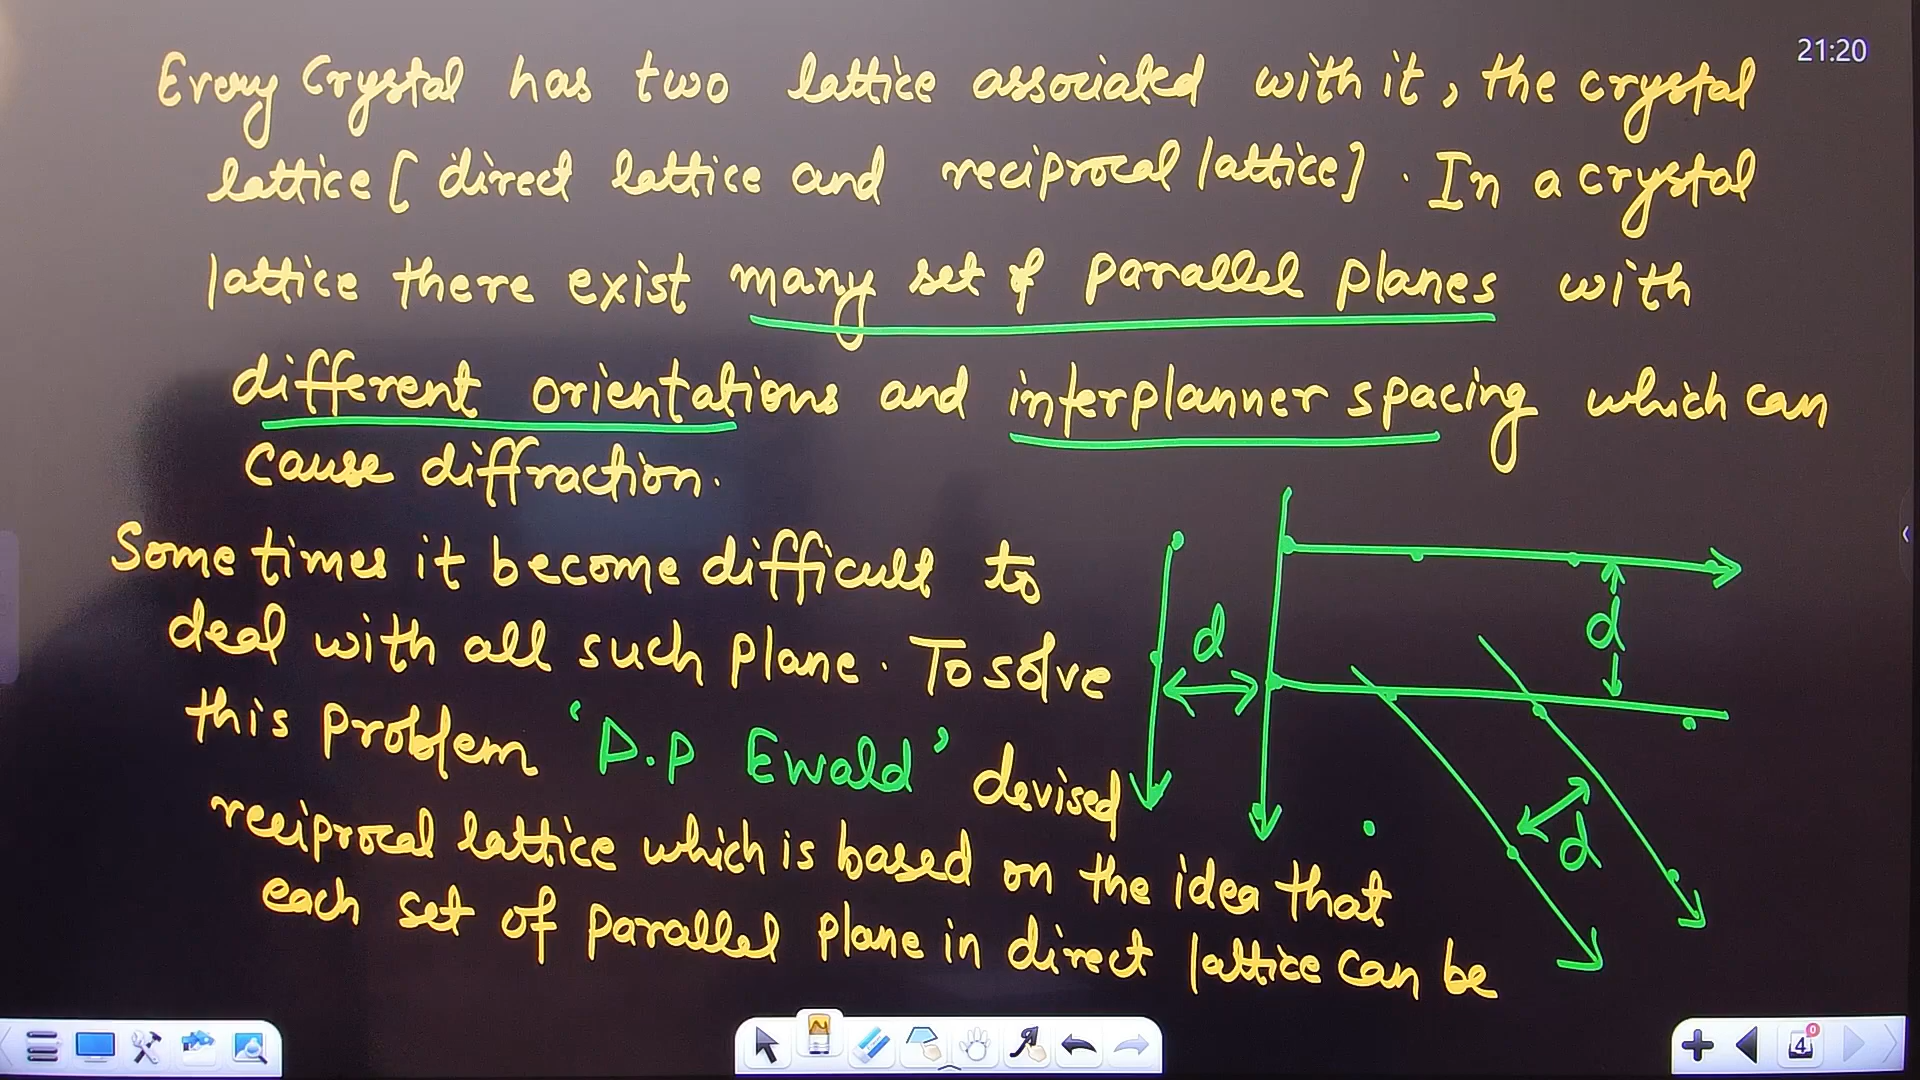 21:20
Every Crystal has two lattice associated with it, the crystal
lattice [ direct lattice and reciprocal lattice]. In a crystal
lattice there exist many set of parallel planes with
different orientations and interplanner spacing which can
cause diffraction.
Some times it become difficult to
deal with all such plane. To solve
this problem 'P.P Ewald' devised
reciprocal lattice which is based on the idea that
each set of parallel plane in direct lattice can be
d
d
d
4
0